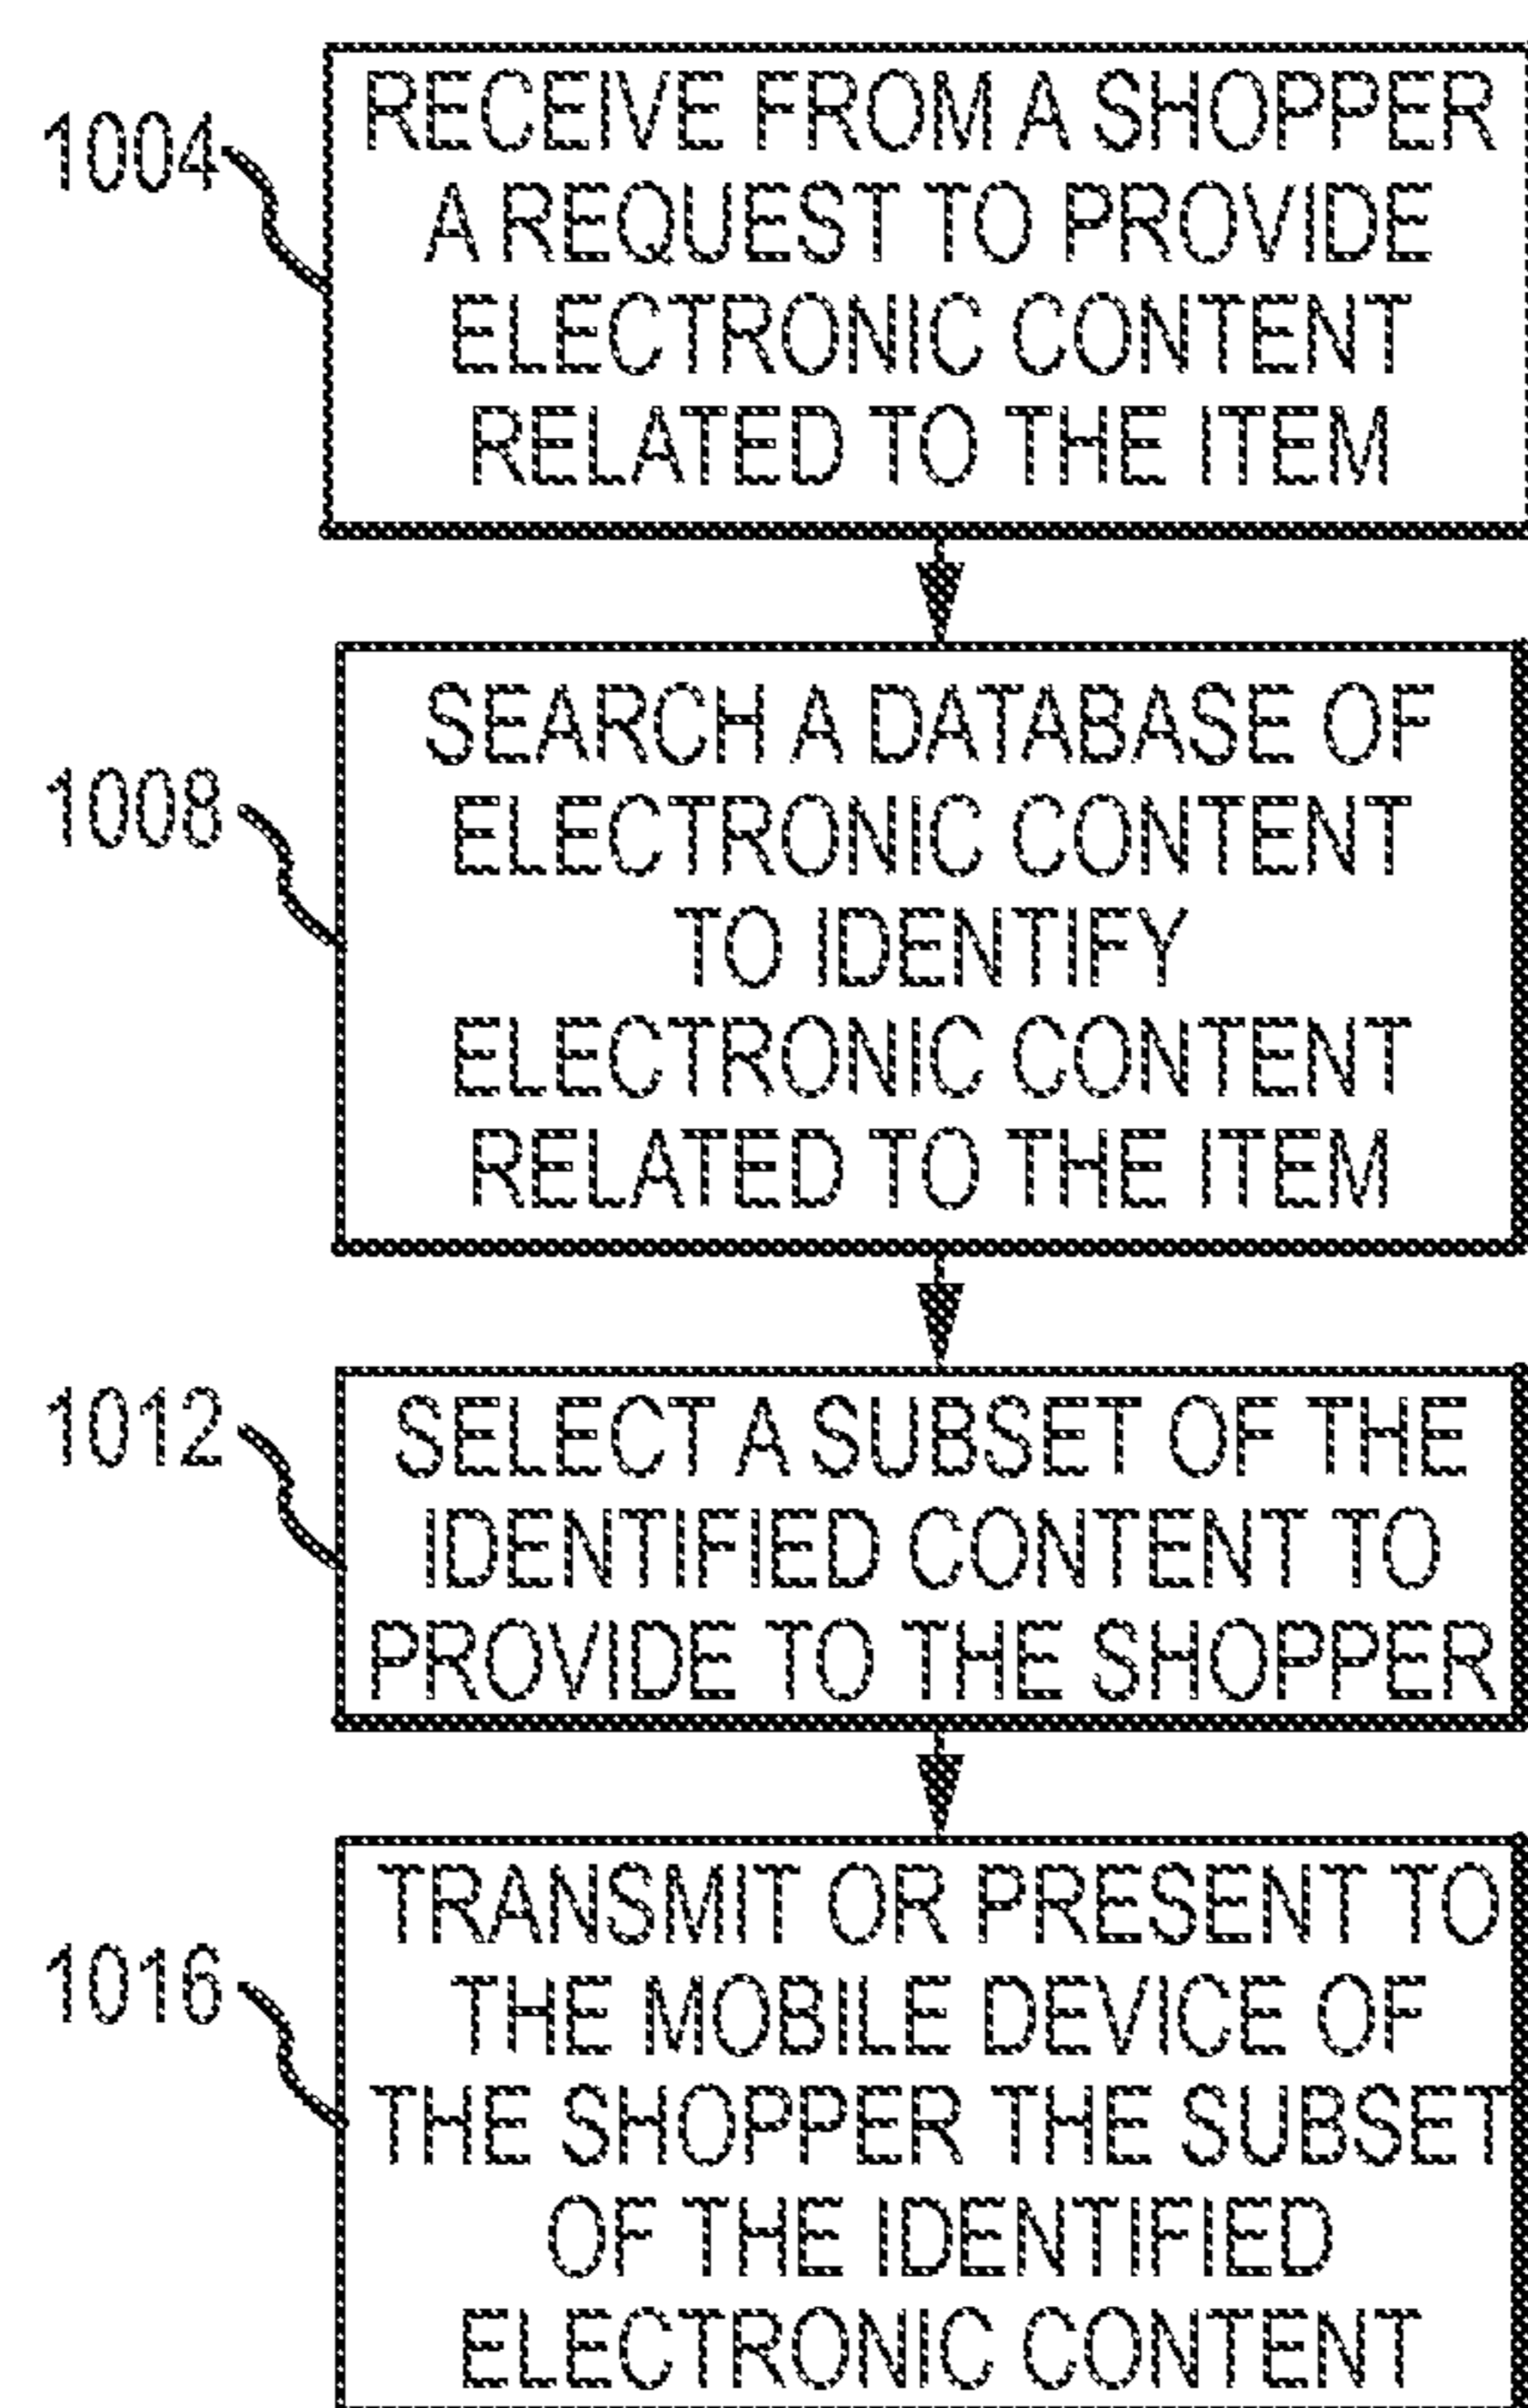 1004
RECEIVE FROM A SHOPPER
A REQUEST TO PROVIDE
ELECTRONIC CONTENT
RELATED TO THE ITEM
1008
SEARCH A DATABASE OF
ELECTRONIC CONTENT
TO IDENTIFY
ELECTRONIC CONTENT
RELATED TO THE ITEM
1012
SELECT A SUBSET OF THE
IDENTIFIED CONTENT TO
PROVIDE TO THE SHOPPER
1016
TRANSMIT OR PRESENT TO
THE MOBILE DEVICE OF
THE SHOPPER THE SUBSET
OF THE IDENTIFIED
ELECTRONIC CONTENT